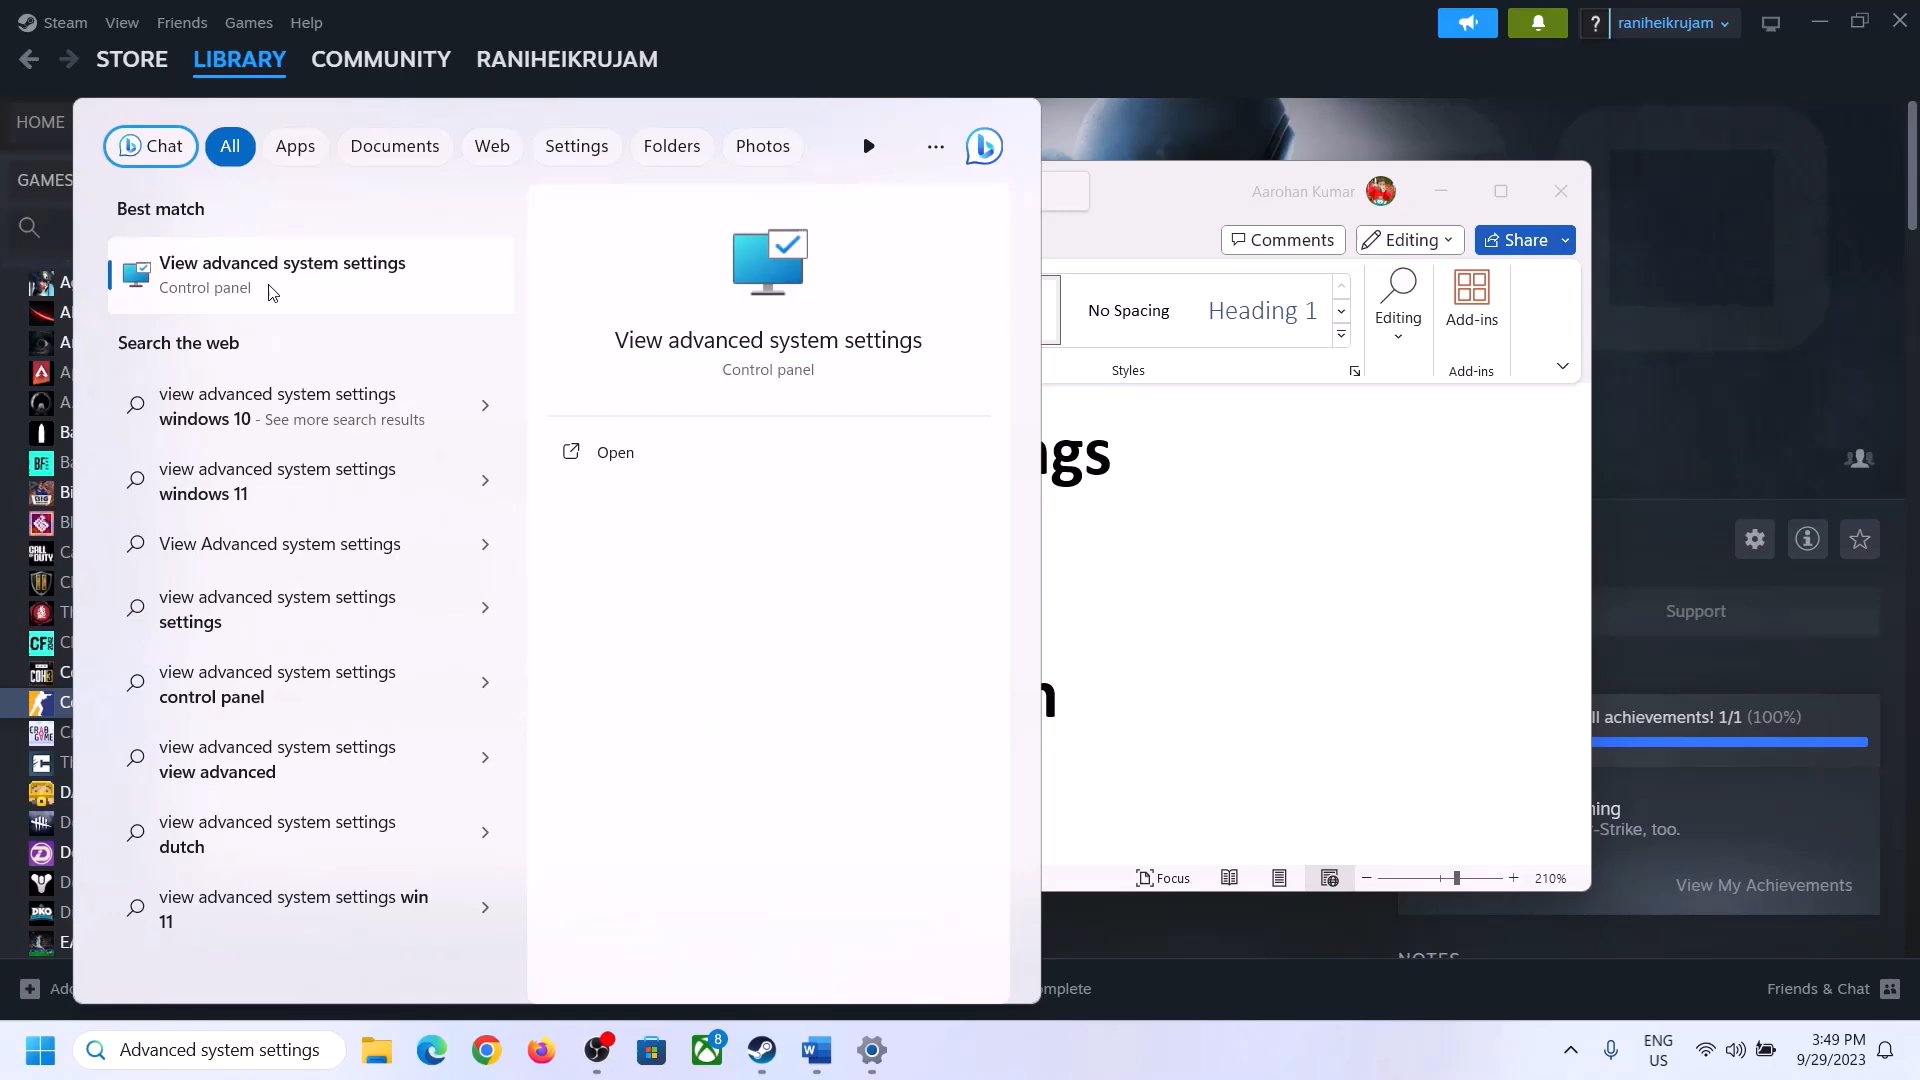 Steam View Friends Games Help
raniheikrujam
STORE LIBRARY COMMUNITY RANIHEIKRUJAM
HOME
GAMES
Chat All Apps Documents Web Settings Folders Photos
Best match
View advanced system settings
Control panel
Search the web
view advanced system settings
windows 10 - See more search results
view advanced system settings
windows 11
View Advanced system settings
view advanced system settings
settings
view advanced system settings
control panel
view advanced system settings
view advanced
view advanced system settings
dutch
view advanced system settings win
11
View advanced system settings
Control panel
Open
Aarohan Kumar
Comments Editing Share
No Spacing Heading 1
Editing
Add-ins
Styles
Add-ins
ngs
n
Focus
210%
Support
ll achievements! 1/1 (100%)
ning
-Strike, too.
View My Achievements
NOTES
Friends & Chat
Advanced system settings
8
ENG
US
3:49 PM
9/29/2023